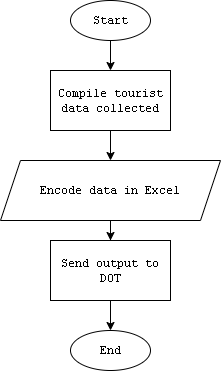 Start
Compile tourist
data collected
Encode data in Excel
Send output to
DOT
End